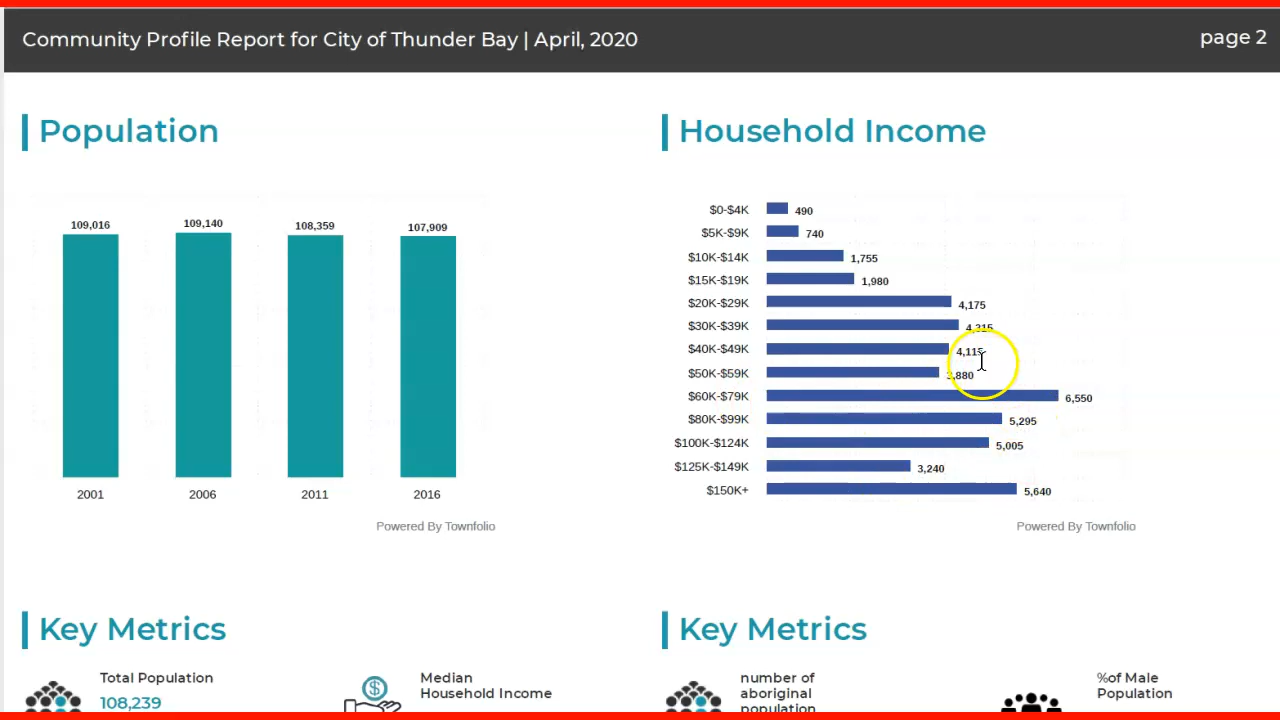 Community Profile Report for City of Thunder Bay | April, 2020
page 2
Population
109,016
109,140
108,359
107,909
2001
2006
2011
2016
Powered By Townfolio
Household Income
$0-$4K 490
$5K-$9K 740
$10K-$14K 1,755
$15K-$19K 1,980
$20K-$29K 4,175
$30K-$39K 4,315
$40K-$49K 4,115
$50K-$59K 3,880
$60K-$79K 6,550
$80K-$99K 5,295
$100K-$124K 5,005
$125K-$149K 3,240
$150K+ 5,640
Powered By Townfolio
Key Metrics
Total Population
108,239
Median
Household Income
Key Metrics
number of
aboriginal
population
%of Male
Population